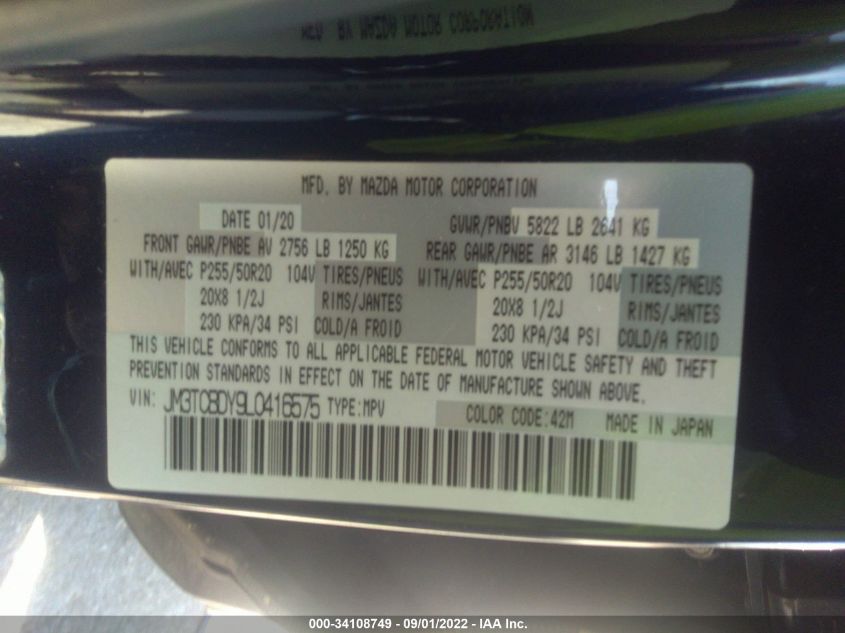 MFD. BY MAZDA MOTOR CORPORATION
DATE 01/20 GVWR/PNBV 5822 LB 2641 KG
FRONT GAWR/PNBE AV 2756 LB 1250 KG REAR GAWR/PNBE AR 3146 LB 1427 KG
WITH/AVEC P255/50R20 104V TIRES/PNEUS WITH/AVEC P255/50R20 104V TIRES/PNEUS
20X8 1/2J RIMS/JANTES 20X8 1/2J RIMS/JANTES
230 KPA/34 PSI COLD/A FROID 230 KPA/34 PSI COLD/A FROID
THIS VEHICLE CONFORMS TO ALL APPLICABLE FEDERAL MOTOR VEHICLE SAFETY AND THEFT
PREVENTION STANDARDS IN EFFECT ON THE DATE OF MANUFACTURE SHOWN ABOVE.
VIN: JM3TCBDY9L0416575 TYPE:MPV COLOR CODE:42M MADE IN JAPAN
000-34108749 - 09/01/2022 - IAA Inc.